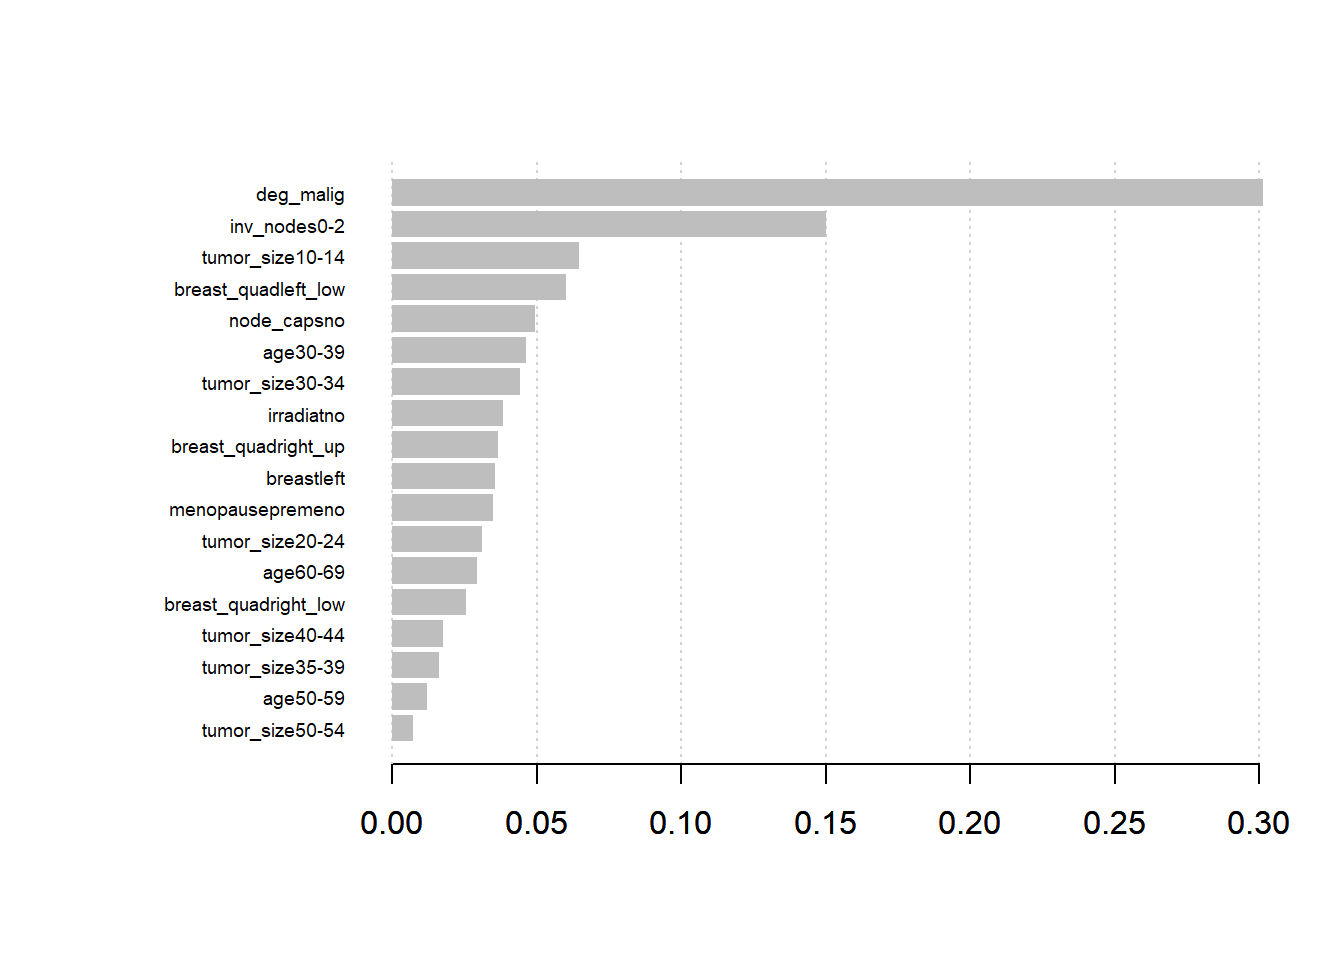 deg_malig
inv_nodes0-2
tumor_size10-14
breast_quadleft_low
node_capsno
age30-39
tumor_size30-34
irradiatno
breast_quadright_up
breastleft
menopausepremeno
tumor_size20-24
age60-69
breast_quadright_low
tumor_size40-44
tumor_size35-39
age50-59
tumor_size50-54
0.00 0.05 0.10 0.15 0.20 0.25 0.30